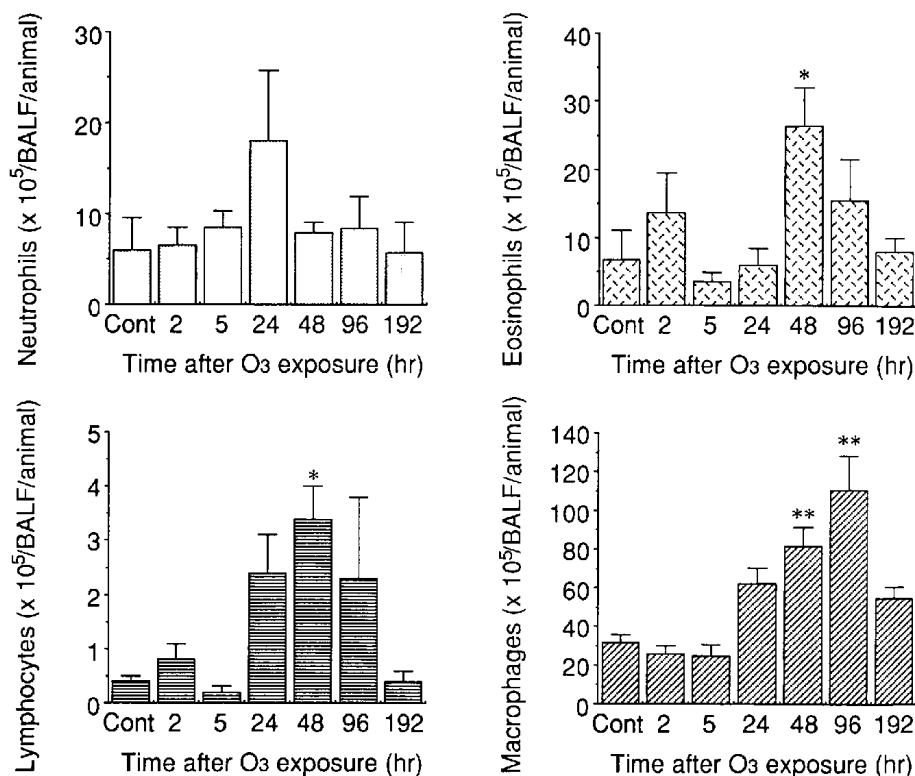 Neutrophils (x 10⁵/BALF/animal)
30
20
10
0
Cont 2 5 24 48 96 192
Time after O₃ exposure (hr)
Eosinophils (x 10⁵/BALF/animal)
40
30
20
10
0
*
Cont 2 5 24 48 96 192
Time after O₃ exposure (hr)
Lymphocytes (x 10⁵/BALF/animal)
5
4
3
2
1
0
*
Cont 2 5 24 48 96 192
Time after O₃ exposure (hr)
Macrophages (x 10⁵/BALF/animal)
140
120
100
80
60
40
20
0
**
**
Cont 2 5 24 48 96 192
Time after O₃ exposure (hr)